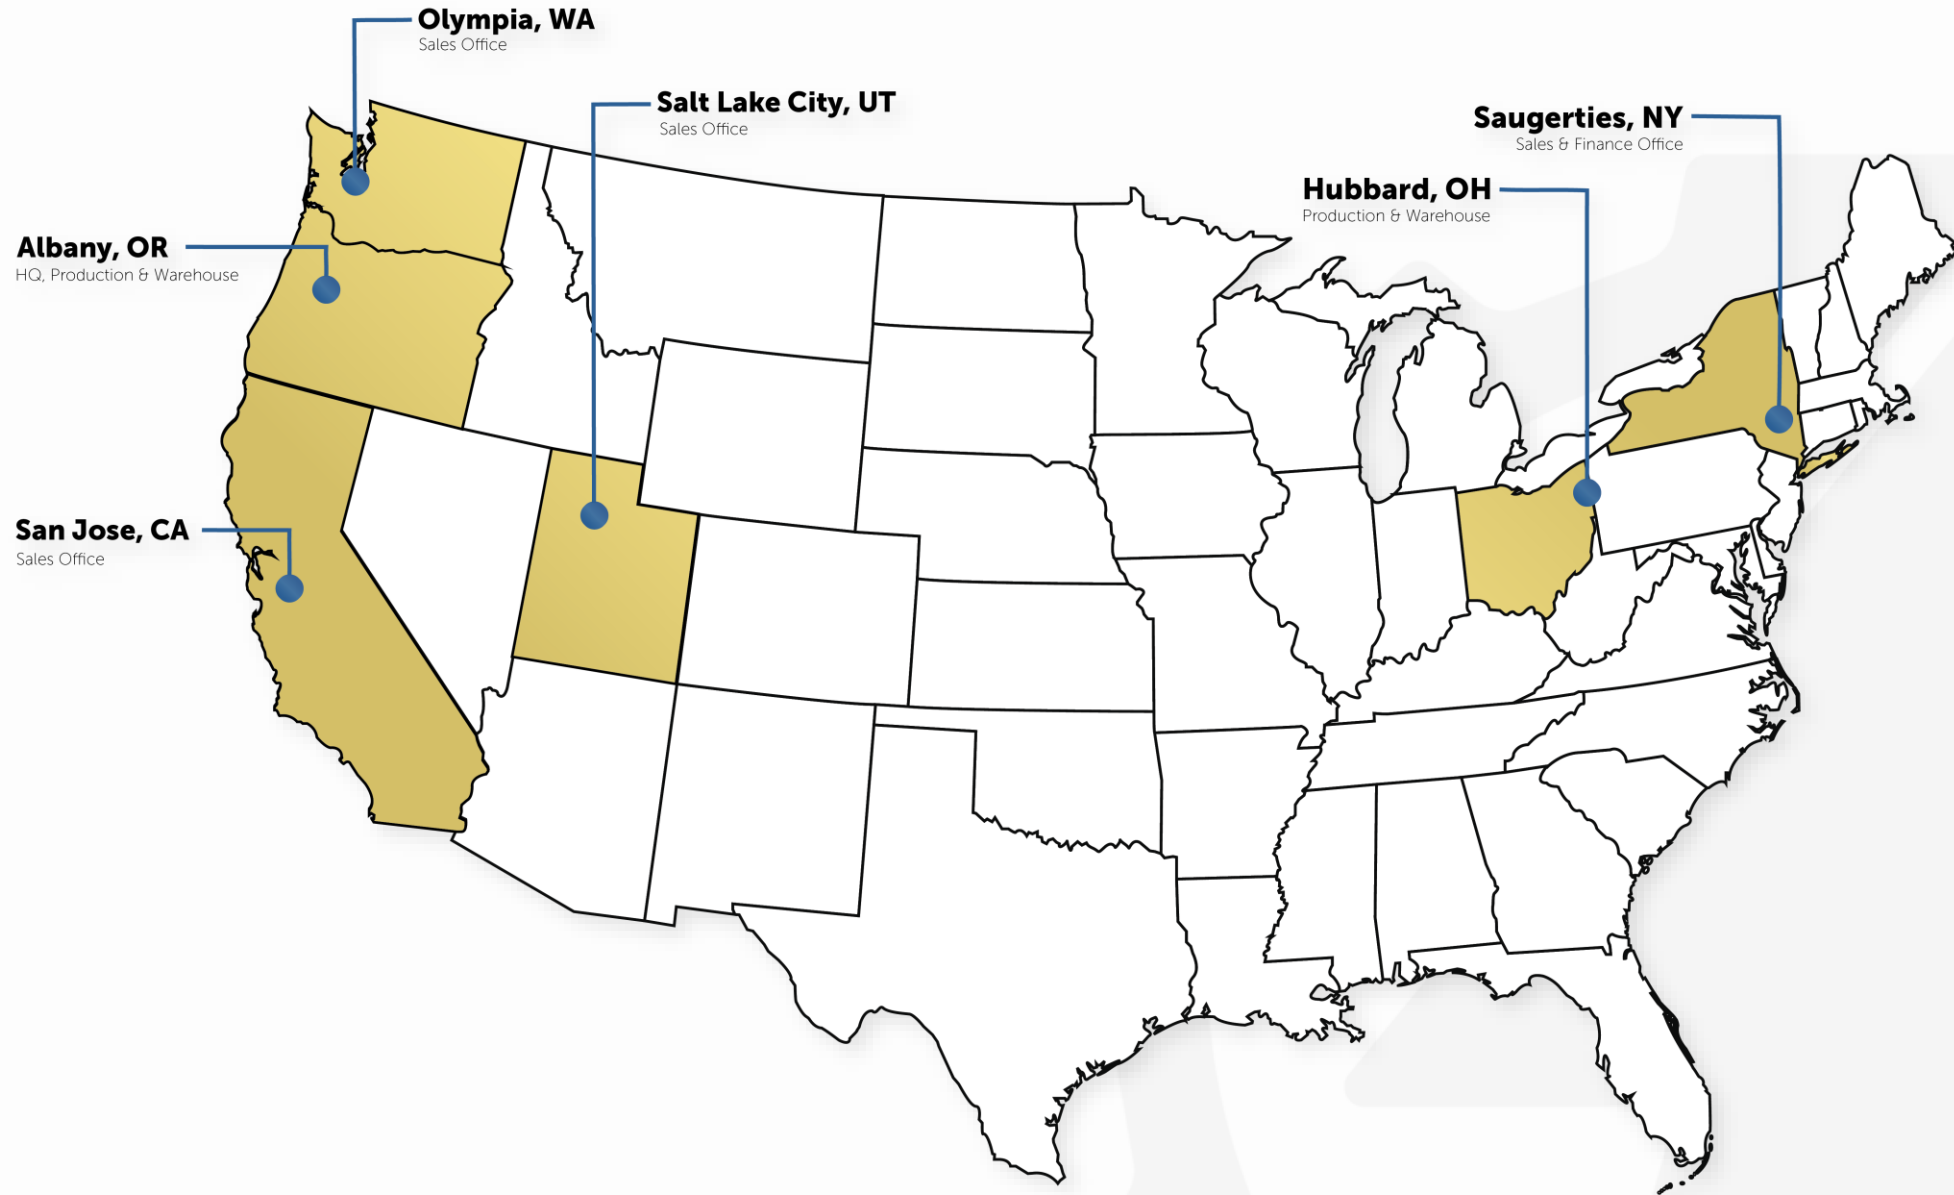 Olympia, WA
Sales Office
Salt Lake City, UT
Sales Office
Saugerties, NY
Sales & Finance Office
Hubbard, OH
Production & Warehouse
Albany, OR
HQ, Production & Warehouse
San Jose, CA
Sales Office